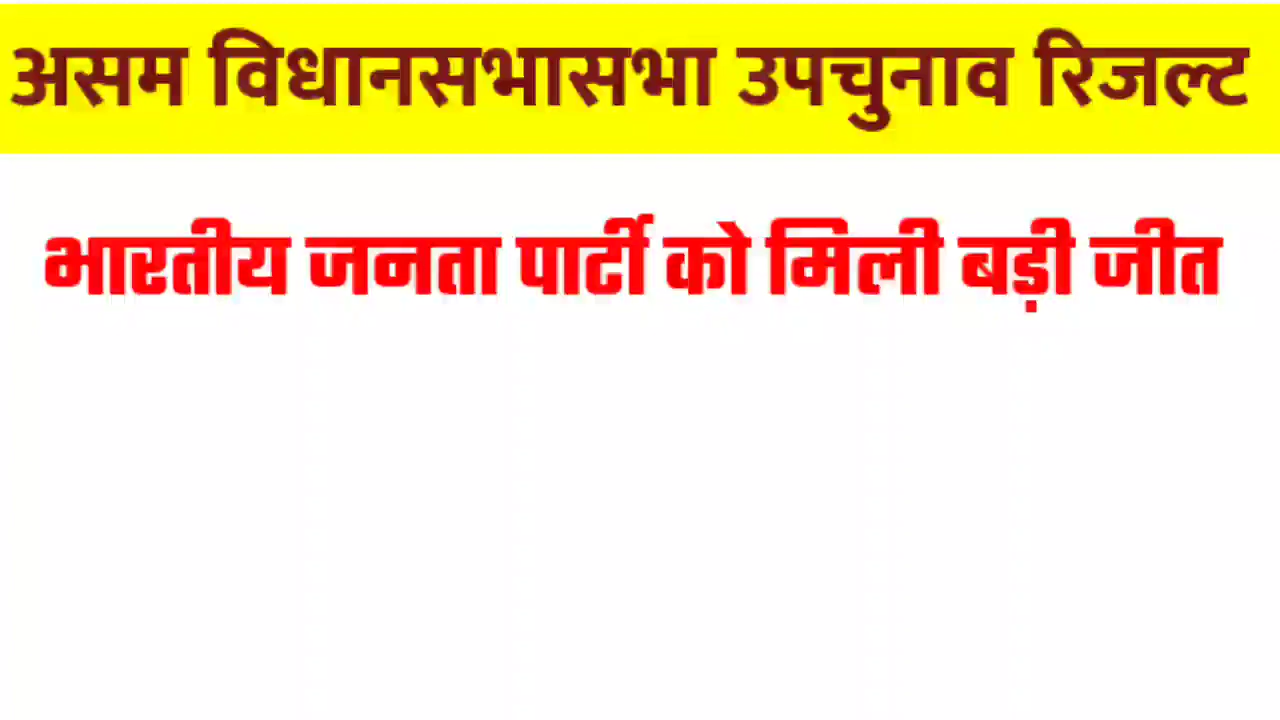 असम विधानसभासभा उपचुनाव रिजल्ट
भारतीय जनता पार्टी को मिली बड़ी जीत